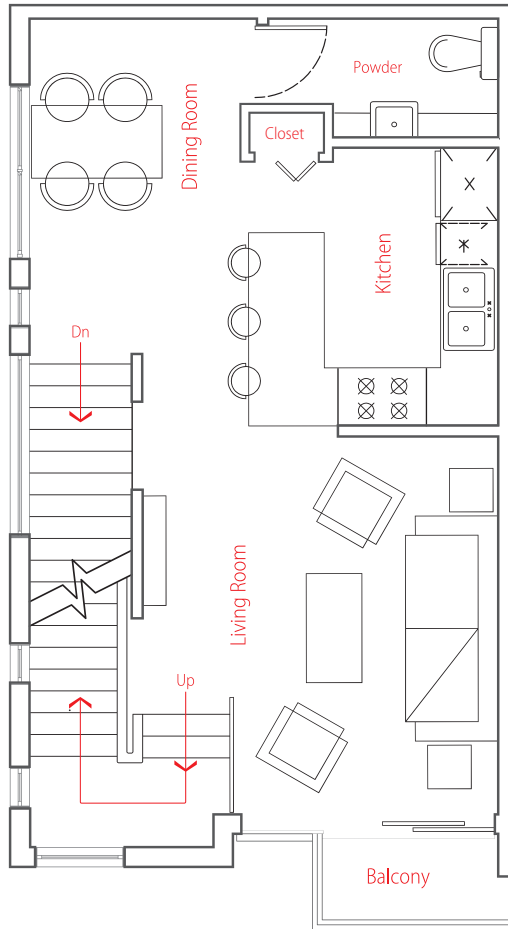 Powder
Closet
Dining Room
Kitchen
Dn
Living Room
Up
Balcony